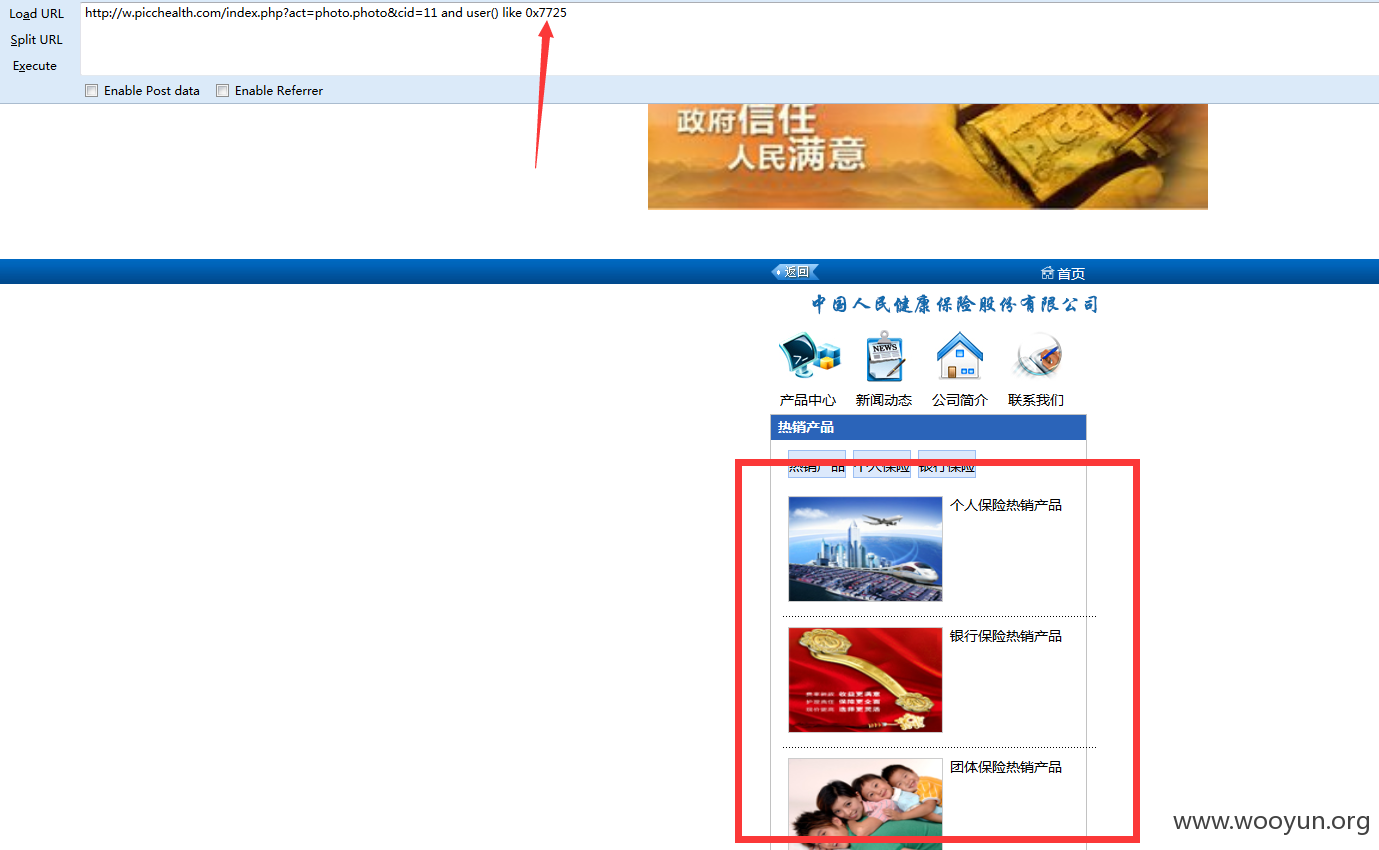 Load URL
http://w.picchealth.com/index.php?act=photo.photo&cid=11 and user() like 0x7725
Split URL
Execute
Enable Post data
Enable Referrer
政府信任
人民满意
返回
首页
中国人民健康保险股份有限公司
NEWS
产品中心
新闻动态
公司简介
联系我们
热销产品
热销产品
个人保险
银行保险
个人保险热销产品
银行保险热销产品
团体保险热销产品
www.wooyun.org